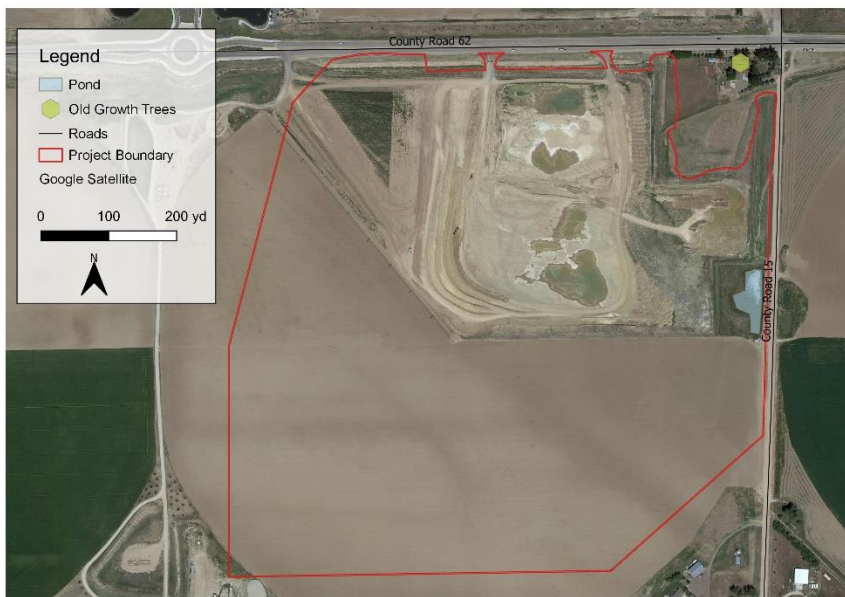 County Road 62
Legend
Pond
Old Growth Trees
Roads
Project Boundary
Google Satellite
0 100 200 yd
N
County Road 15